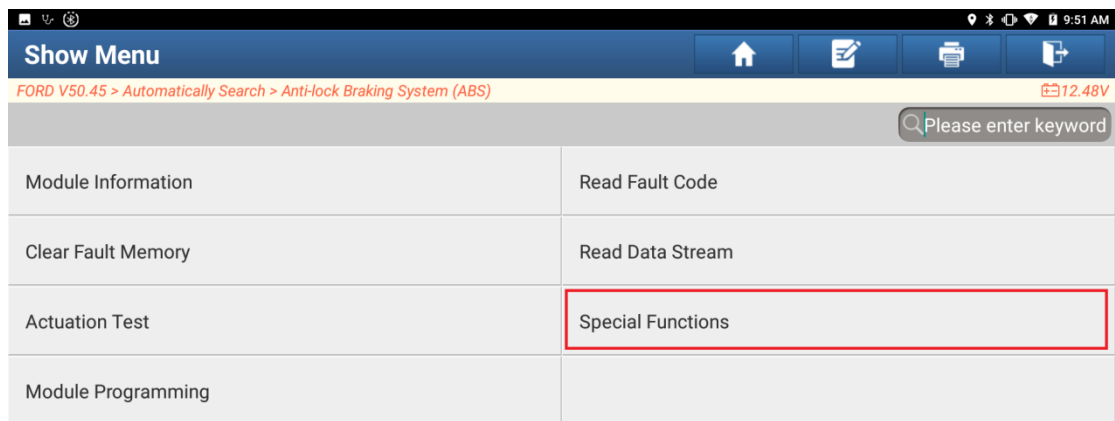 9:51 AM
Show Menu
FORD V50.45 > Automatically Search > Anti-lock Braking System (ABS) 12.48V
Please enter keyword
Module Information Read Fault Code
Clear Fault Memory Read Data Stream
Actuation Test Special Functions
Module Programming